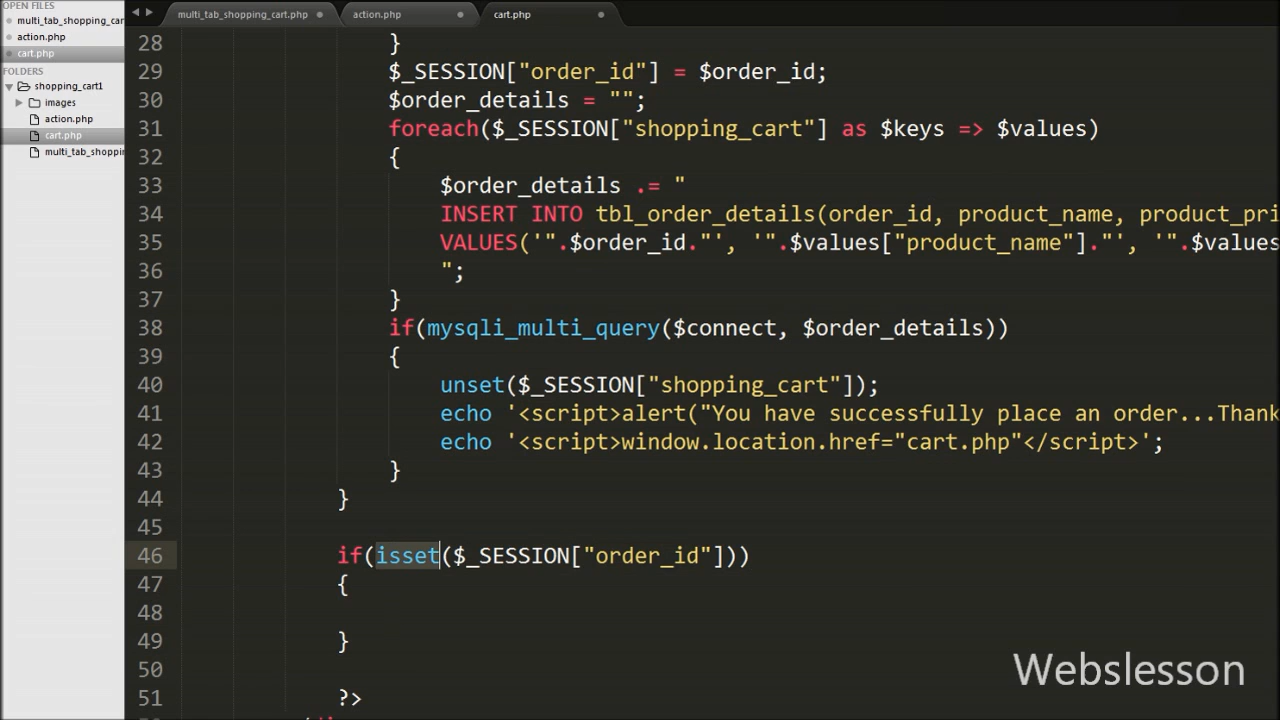 OPEN FILES
multi_tab_shopping_car
action.php
cart.php
FOLDERS
shopping_cart1
images
action.php
cart.php
multi_tab_shoppin
multi_tab_shopping_cart.php
action.php
cart.php
28 }
29 $_SESSION["order_id"] = $order_id;
30 $order_details = "";
31 foreach($_SESSION["shopping_cart"] as $keys => $values)
32 {
33 $order_details .= "
34 INSERT INTO tbl_order_details(order_id, product_name, product_pri
35 VALUES('".$order_id."', '".$values["product_name"]."', '".$values
36 ";
37 }
38 if(mysqli_multi_query($connect, $order_details))
39 {
40 unset($_SESSION["shopping_cart"]);
41 echo '<script>alert("You have successfully place an order...Thank
42 echo '<script>window.location.href="cart.php"</script>';
43 }
44 }
45
46 if(isset($_SESSION["order_id"]))
47 {
48
49 }
50
51 ?>
Webslesson